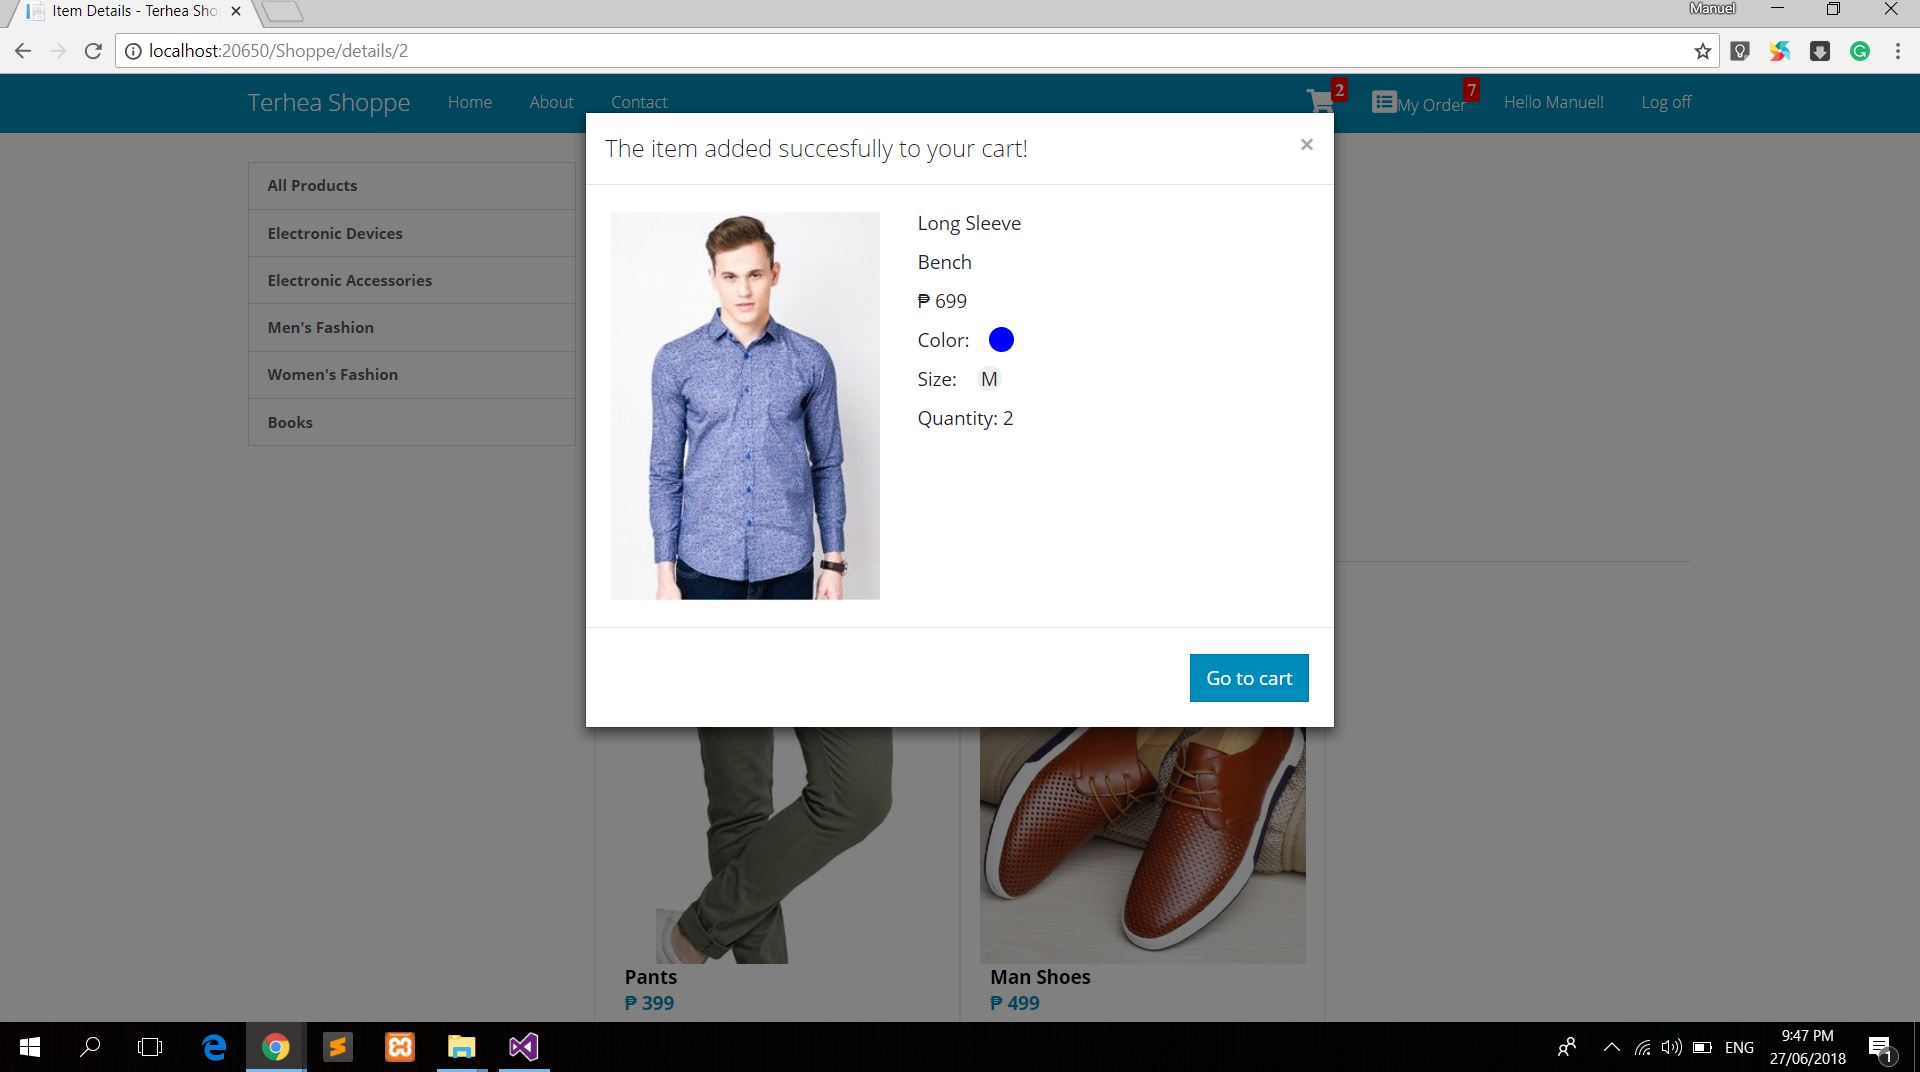 Item Details - Terhea Sho
Manuel
localhost:20650/Shoppe/details/2
Terhea Shoppe
Home
About
Contact
2
My Order
7
Hello Manuel!
Log off
The item added succesfully to your cart!
×
All Products
Electronic Devices
Electronic Accessories
Men's Fashion
Women's Fashion
Books
Long Sleeve
Bench
₱ 699
Color:
Size: M
Quantity: 2
Go to cart
Pants
₱ 399
Man Shoes
₱ 499
ENG
9:47 PM
27/06/2018
1